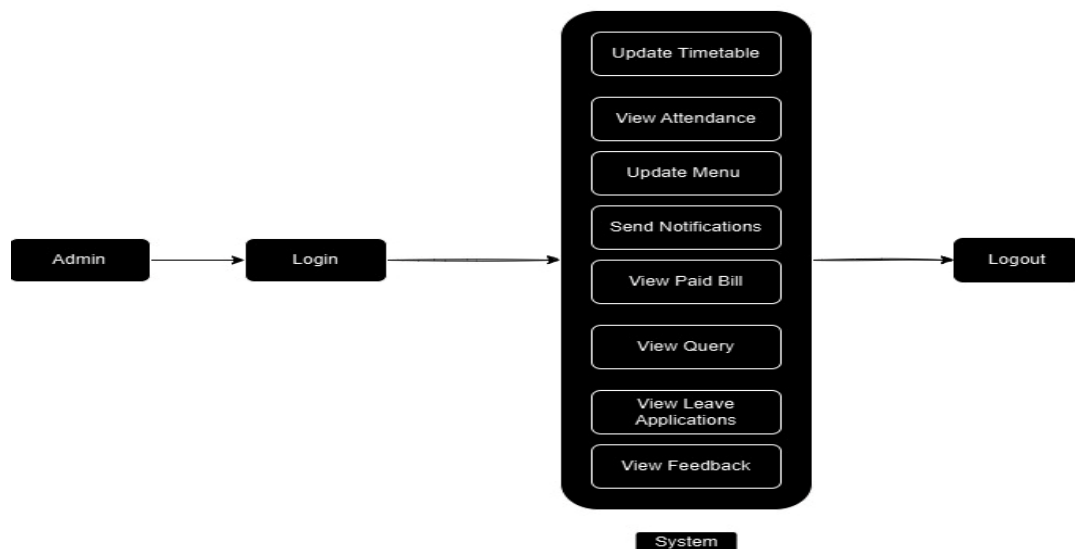 Update Timetable
View Attendance
Update Menu
Send Notifications
Admin
Login
Logout
View Paid Bill
View Query
View Leave
Applications
View Feedback
System